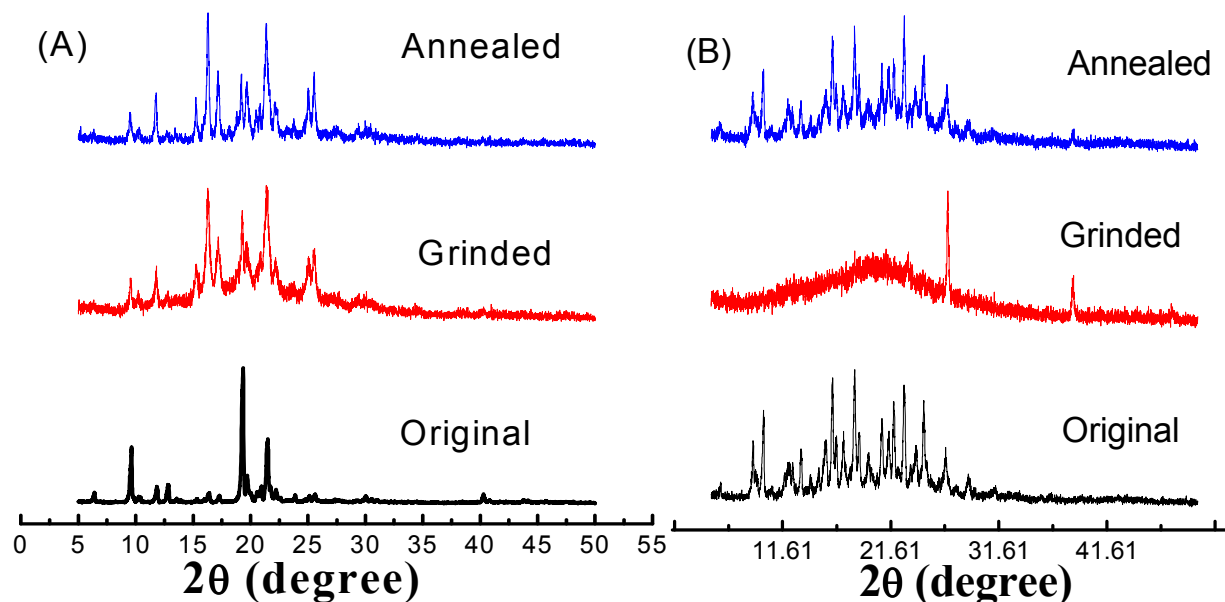 (A)
Annealed
Grinded
Original
0 5 10 15 20 25 30 35 40 45 50 55
2θ (degree)
(B)
Annealed
Grinded
Original
11.61 21.61 31.61 41.61
2θ (degree)